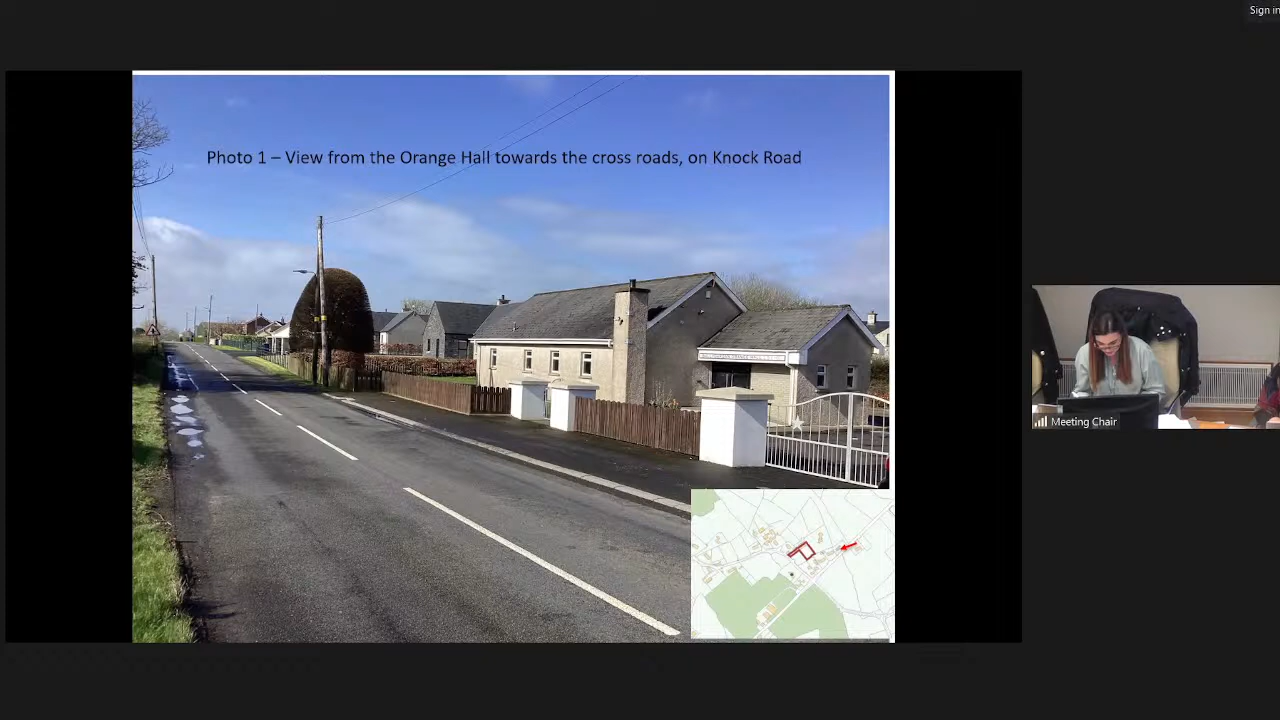 Sign in
Photo 1 – View from the Orange Hall towards the cross roads, on Knock Road
Meeting Chair